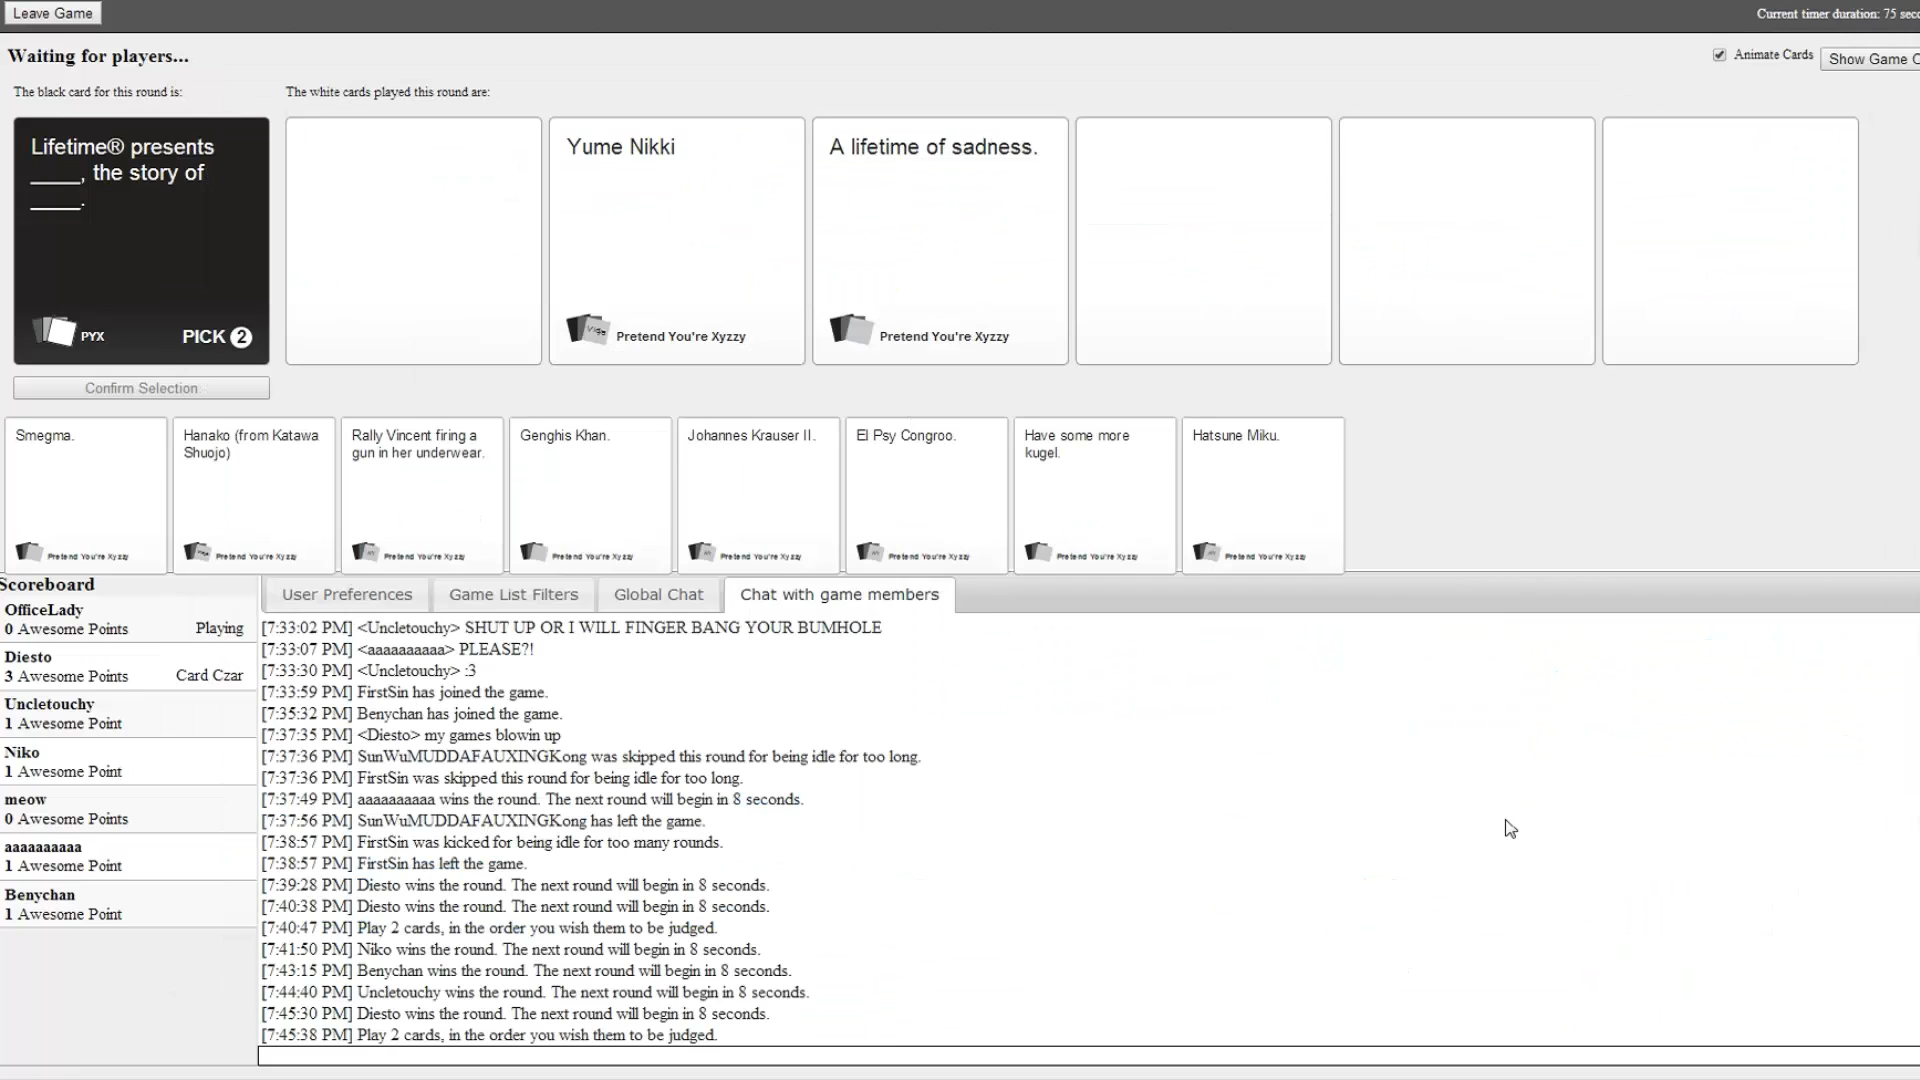 Leave Game
Current timer duration: 75 seco
Waiting for players...
Animate Cards
Show Game O
The black card for this round is:
The white cards played this round are:
Lifetime® presents
____, the story of
____.
PYX
PICK 2
Yume Nikki
Pretend You're Xyzzy
A lifetime of sadness.
Pretend You're Xyzzy
Confirm Selection
Smegma.
Pretend You're Xyzzy
Hanako (from Katawa
Shuojo)
Pretend You're Xyzzy
Rally Vincent firing a
gun in her underwear.
Pretend You're Xyzzy
Genghis Khan.
Pretend You're Xyzzy
Johannes Krauser II.
Pretend You're Xyzzy
El Psy Congroo.
Pretend You're Xyzzy
Have some more
kugel.
Pretend You're Xyzzy
Hatsune Miku.
Pretend You're Xyzzy
Scoreboard
OfficeLady
0 Awesome Points
Playing
Diesto
3 Awesome Points
Card Czar
Uncletouchy
1 Awesome Point
Niko
1 Awesome Point
meow
0 Awesome Points
aaaaaaaaaa
1 Awesome Point
Benychan
1 Awesome Point
User Preferences
Game List Filters
Global Chat
Chat with game members
[7:33:02 PM] <Uncletouchy> SHUT UP OR I WILL FINGER BANG YOUR BUMHOLE
[7:33:07 PM] <aaaaaaaaaa> PLEASE?!
[7:33:30 PM] <Uncletouchy> :3
[7:33:59 PM] FirstSin has joined the game.
[7:35:32 PM] Benychan has joined the game.
[7:37:35 PM] <Diesto> my games blowin up
[7:37:36 PM] SunWuMUDDAFAUXINGKong was skipped this round for being idle for too long.
[7:37:36 PM] FirstSin was skipped this round for being idle for too long.
[7:37:49 PM] aaaaaaaaaa wins the round. The next round will begin in 8 seconds.
[7:37:56 PM] SunWuMUDDAFAUXINGKong has left the game.
[7:38:57 PM] FirstSin was kicked for being idle for too many rounds.
[7:38:57 PM] FirstSin has left the game.
[7:39:28 PM] Diesto wins the round. The next round will begin in 8 seconds.
[7:40:38 PM] Diesto wins the round. The next round will begin in 8 seconds.
[7:40:47 PM] Play 2 cards, in the order you wish them to be judged.
[7:41:50 PM] Niko wins the round. The next round will begin in 8 seconds.
[7:43:15 PM] Benychan wins the round. The next round will begin in 8 seconds.
[7:44:40 PM] Uncletouchy wins the round. The next round will begin in 8 seconds.
[7:45:30 PM] Diesto wins the round. The next round will begin in 8 seconds.
[7:45:38 PM] Play 2 cards, in the order you wish them to be judged.